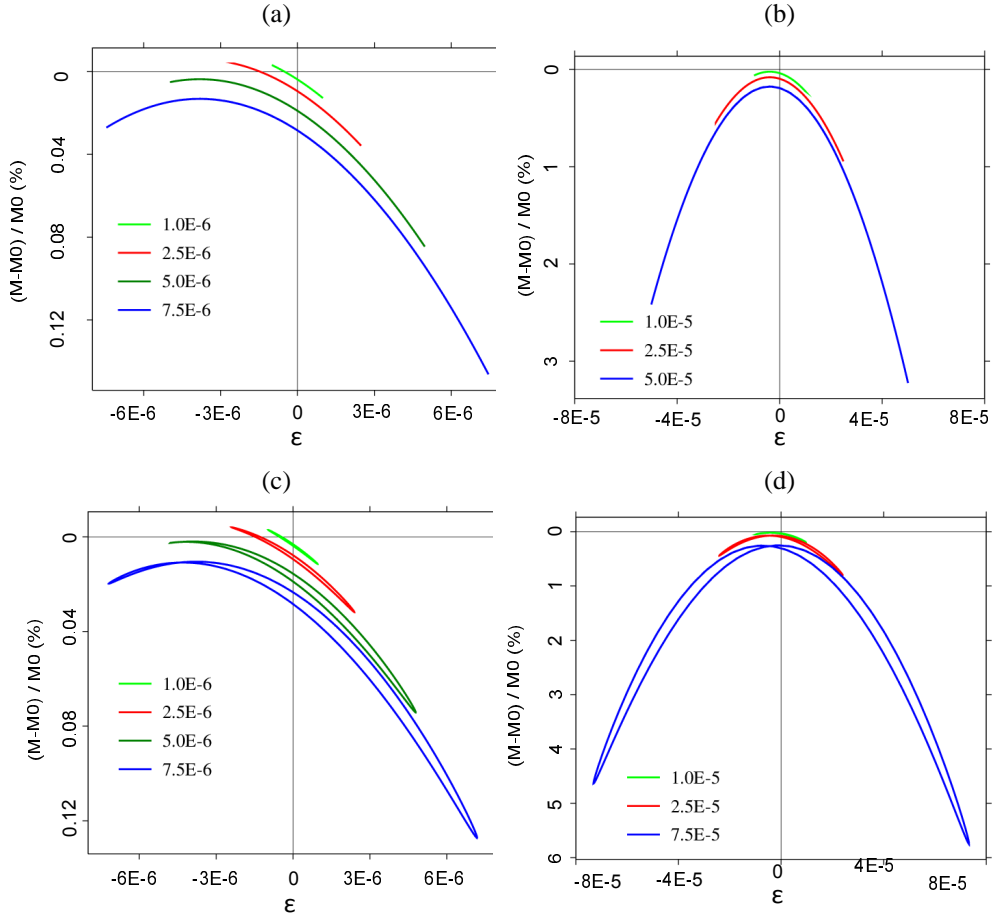 (a)
(M-M0) / M0 (%)
0
0.04
0.08
0.12
1.0E-6
2.5E-6
5.0E-6
7.5E-6
-6E-6
-3E-6
0
3E-6
6E-6
ε
(b)
(M-M0) / M0 (%)
0
1
2
3
1.0E-5
2.5E-5
5.0E-5
-8E-5
-4E-5
0
4E-5
8E-5
ε
(c)
(M-M0) / M0 (%)
0
0.04
0.08
0.12
1.0E-6
2.5E-6
5.0E-6
7.5E-6
-6E-6
-3E-6
0
3E-6
6E-6
ε
(d)
(M-M0) / M0 (%)
0
1
2
3
4
5
6
1.0E-5
2.5E-5
7.5E-5
-8E-5
-4E-5
0
4E-5
8E-5
ε